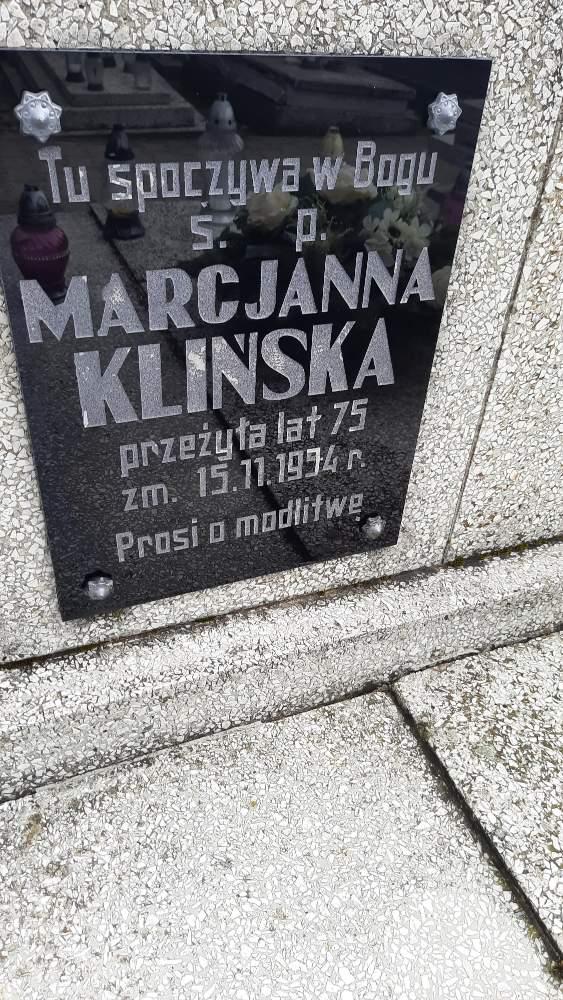 Tu spoczywa w Bogu
ś. p.
MARCJANNA
KLIŃSKA
przeżyła lat 75
zm. 15.11.1994 r.
Prosi o modlitwę